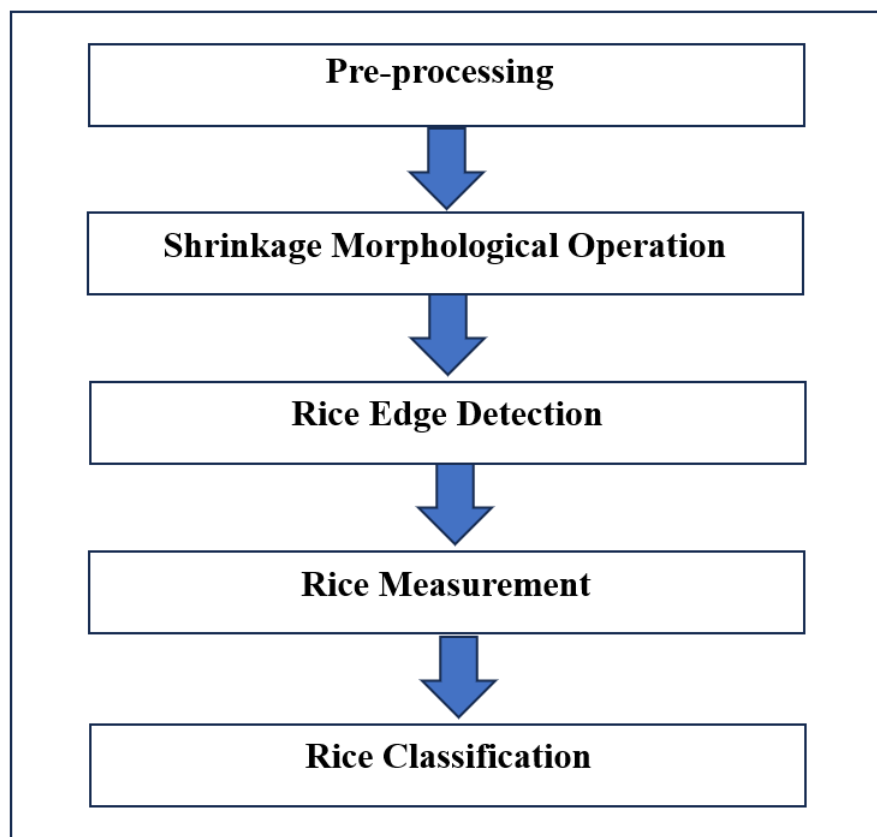 Pre-processing
Shrinkage Morphological Operation
Rice Edge Detection
Rice Measurement
Rice Classification